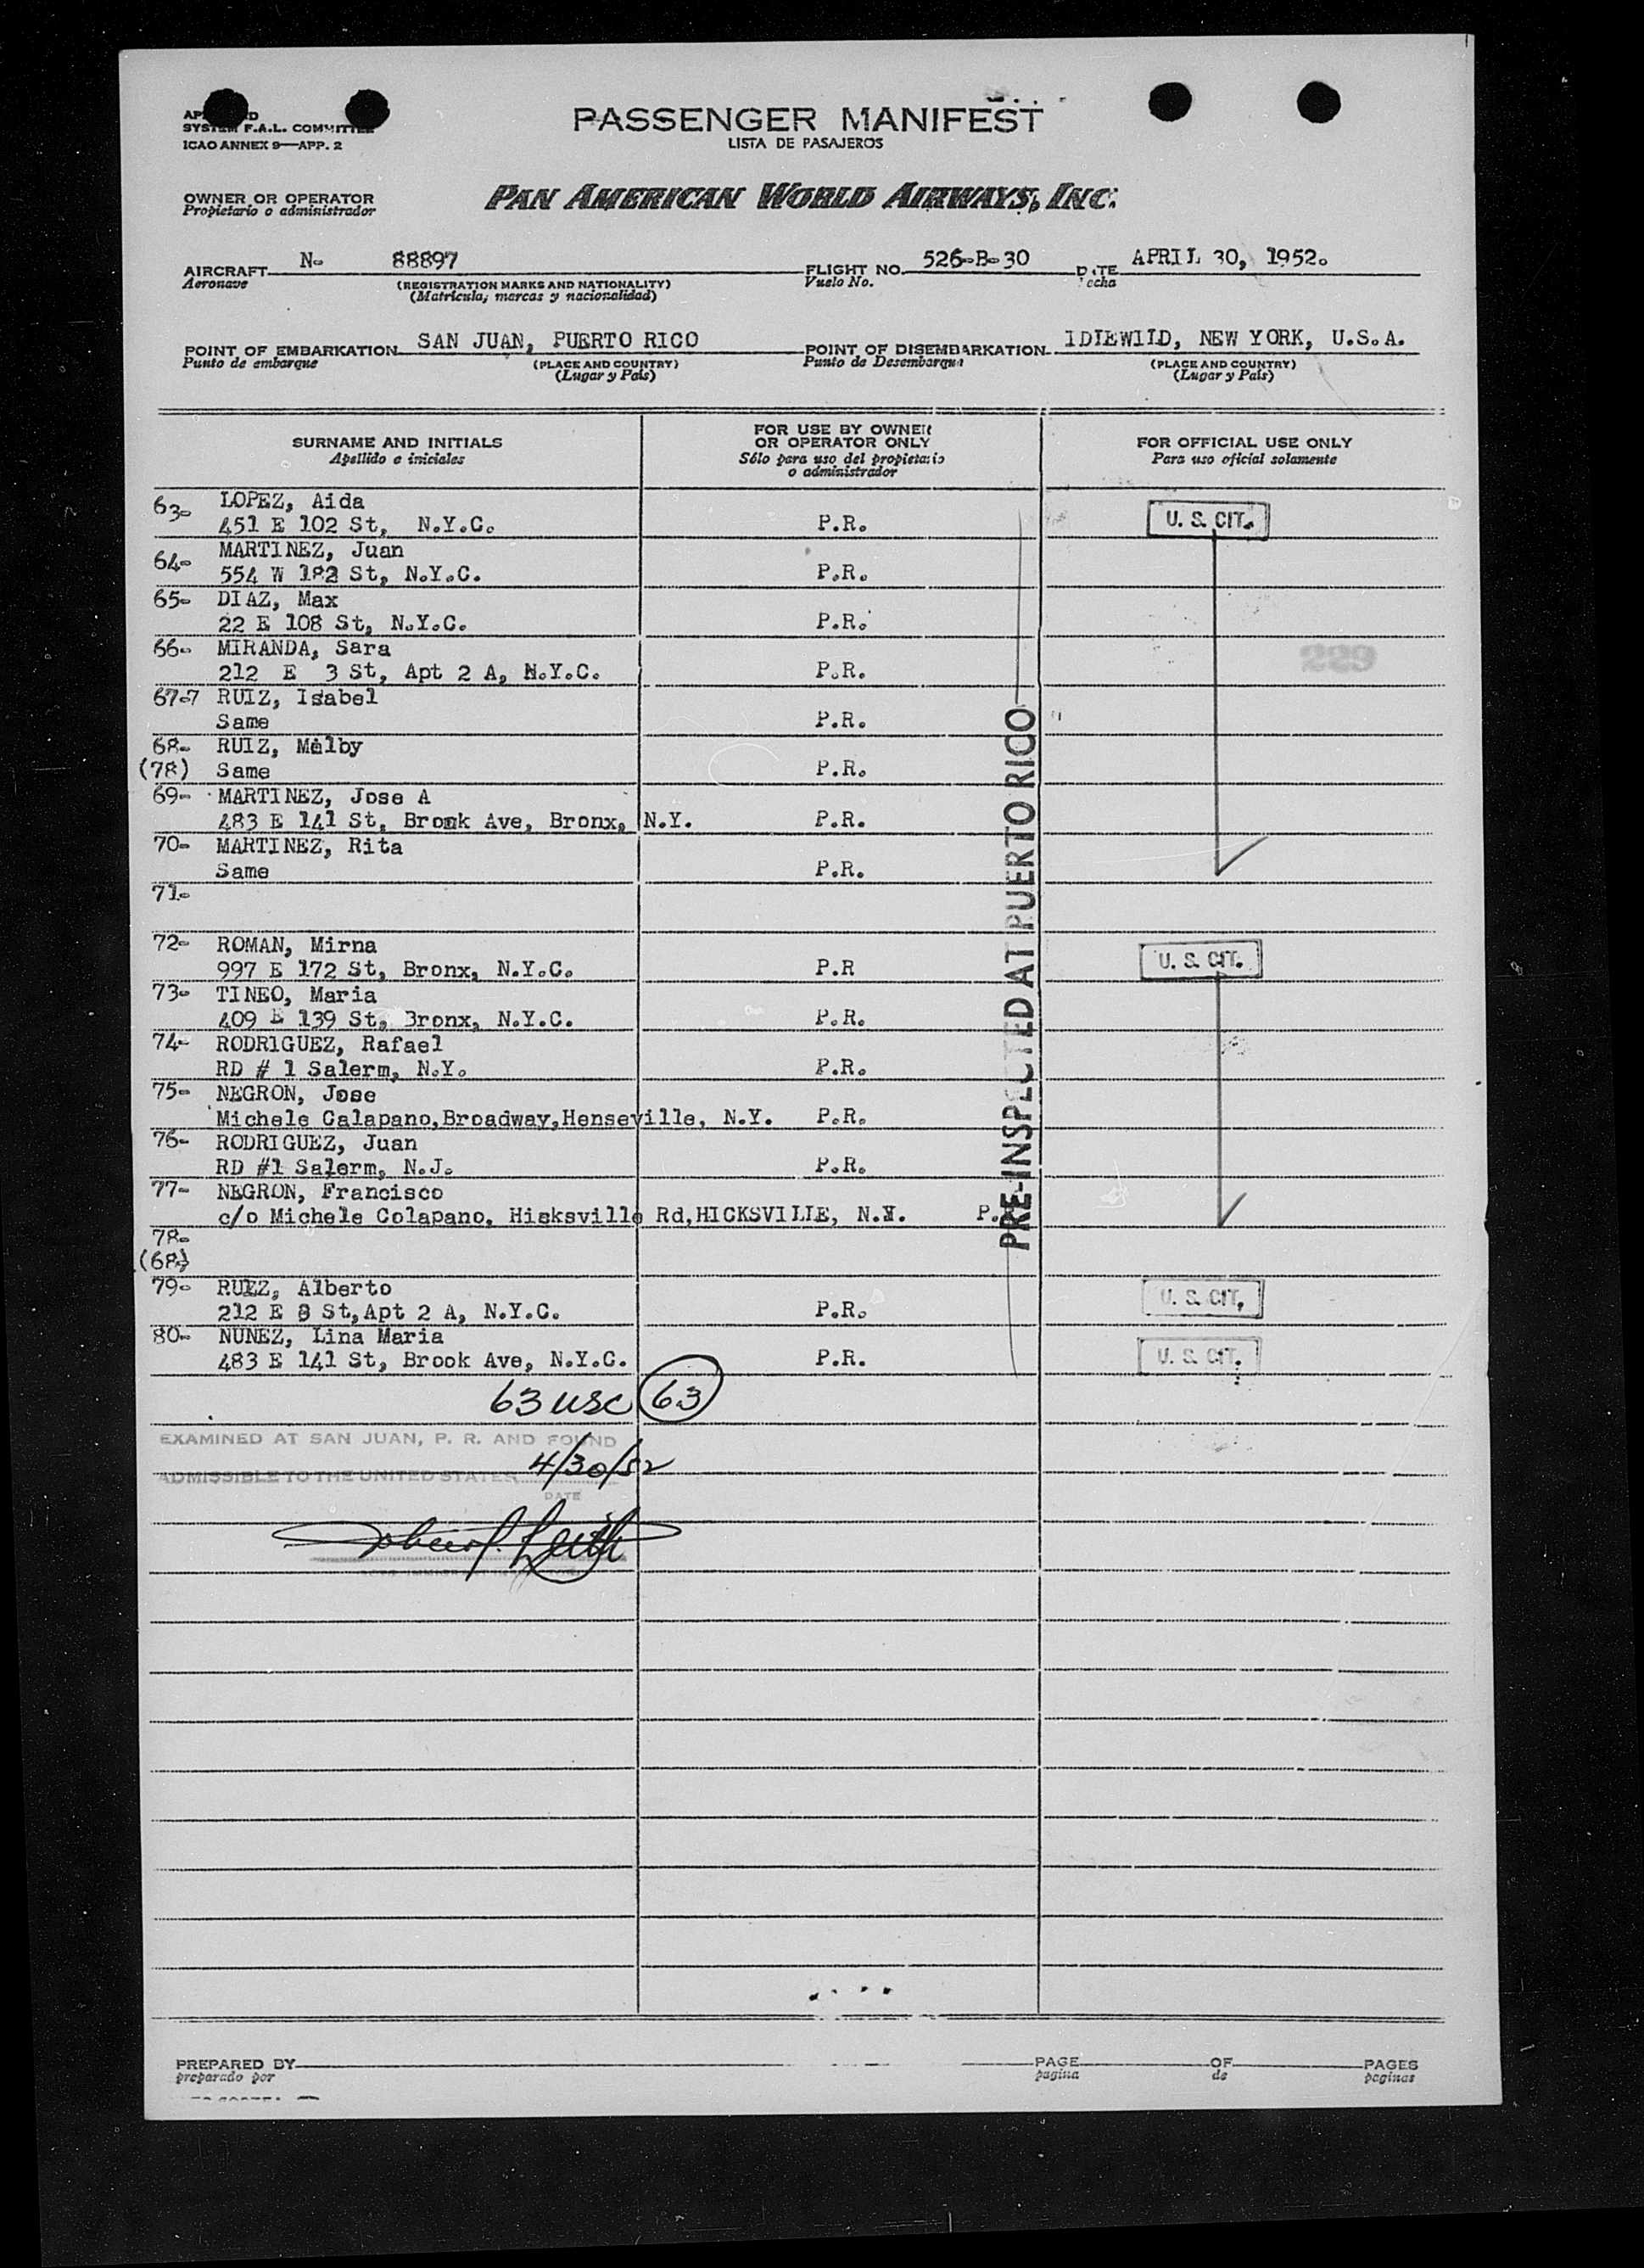 SYSTEM F.A.L. COMMITTEE
ICAO ANNEX 9—APP. 2
PASSENGER MANIFEST
LISTA DE PASAJEROS
OWNER OR OPERATOR
Propietario o administrador
PAN AMERICAN WORLD AIRWAYS, INC.
AIRCRAFT N- 88897 FLIGHT NO. 526-B-30 DATE APRIL 30, 1952.
Aeronave (REGISTRATION MARKS AND NATIONALITY) Vuelo No. Fecha
(Matrícula, marcas y nacionalidad)
POINT OF EMBARKATION SAN JUAN, PUERTO RICO POINT OF DISEMBARKATION IDIEWILD, NEW YORK, U.S.A.
Punto de embarque (PLACE AND COUNTRY) Punto de Desembarque (PLACE AND COUNTRY)
(Lugar y País) (Lugar y País)
SURNAME AND INITIALS
Apellido e iniciales
FOR USE BY OWNER
OR OPERATOR ONLY
Sólo para uso del propietario
o administrador
FOR OFFICIAL USE ONLY
Para uso oficial solamente
63- LOPEZ, Aida
451 E 102 St, N.Y.C. P.R. U. S. CIT.
64- MARTINEZ, Juan
554 W 182 St, N.Y.C. P.R.
65- DIAZ, Max
22 E 108 St, N.Y.C. P.R.
66- MIRANDA, Sara
212 E 3 St, Apt 2 A, N.Y.C. P.R. 229
67-7 RUIZ, Isabel
Same P.R.
68- RUIZ, Melby
(78) Same P.R.
69- MARTINEZ, Jose A
483 E 141 St, Brook Ave, Bronx, N.Y. P.R.
70- MARTINEZ, Rita
Same P.R.
71-
72- ROMAN, Mirna
997 E 172 St, Bronx, N.Y.C. P.R U. S. CIT.
73- TINEO, Maria
409 E 139 St, Bronx, N.Y.C. P.R.
74- RODRIGUEZ, Rafael
RD # 1 Salerm, N.Y. P.R.
75- NEGRON, Jose
Michele Calapano,Broadway,Henseville, N.Y. P.R.
76- RODRIGUEZ, Juan
RD #1 Salerm, N.J. P.R.
77- NEGRON, Francisco
c/o Michele Colapano, Hicksville Rd,HICKSVILIE, N.Y. P.
78-
(68)
79- RUEZ, Alberto
212 E 3 St,Apt 2 A, N.Y.C. P.R. U. S. CIT.
80- NUNEZ, Lina Maria
483 E 141 St, Brook Ave, N.Y.C. P.R. U. S. CIT.
PRE-INSPECTED AT PUERTO RICO
63 USC 63
EXAMINED AT SAN JUAN, P. R. AND FOUND
ADMISSIBLE TO THE UNITED STATES 4/30/52
DATE
PREPARED BY PAGE OF PAGES
preparado por pagina de paginas